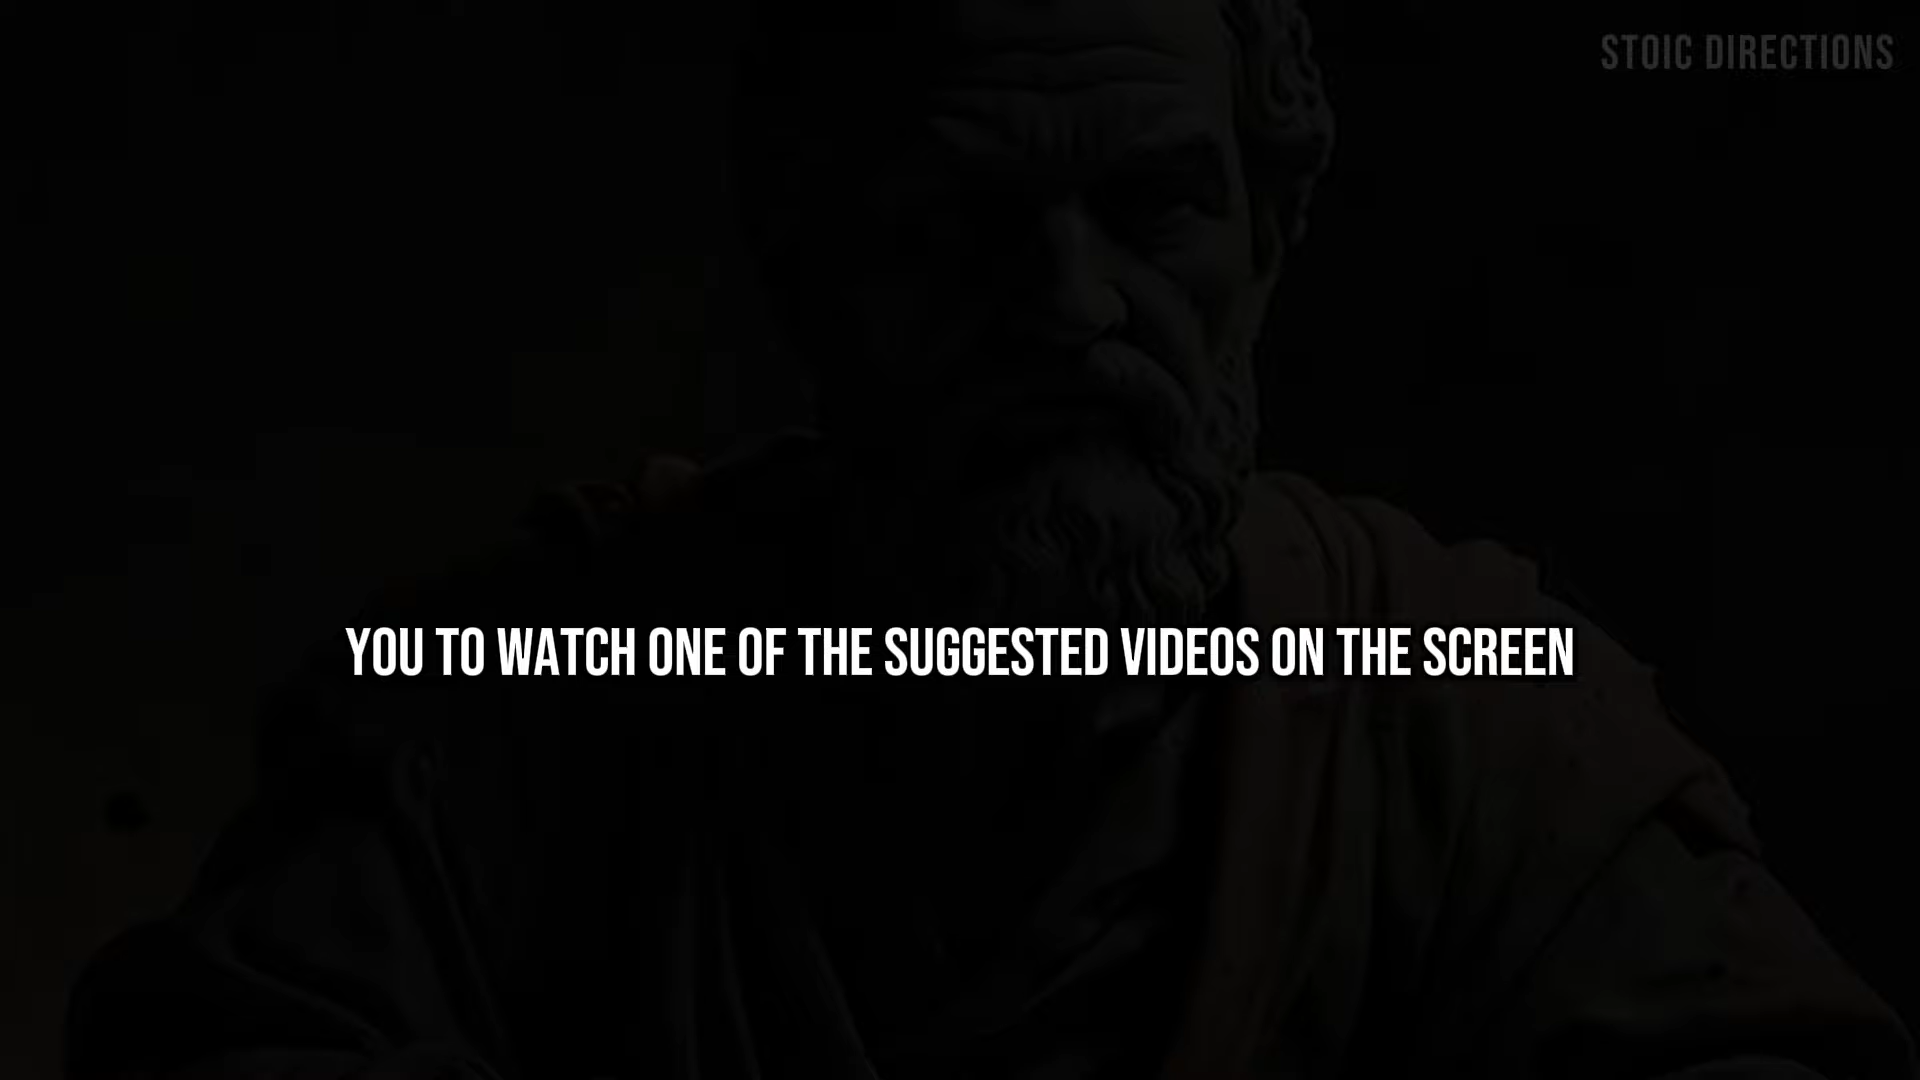 STOIC DIRECTIONS
YOU TO WATCH ONE OF THE SUGGESTED VIDEOS ON THE SCREEN